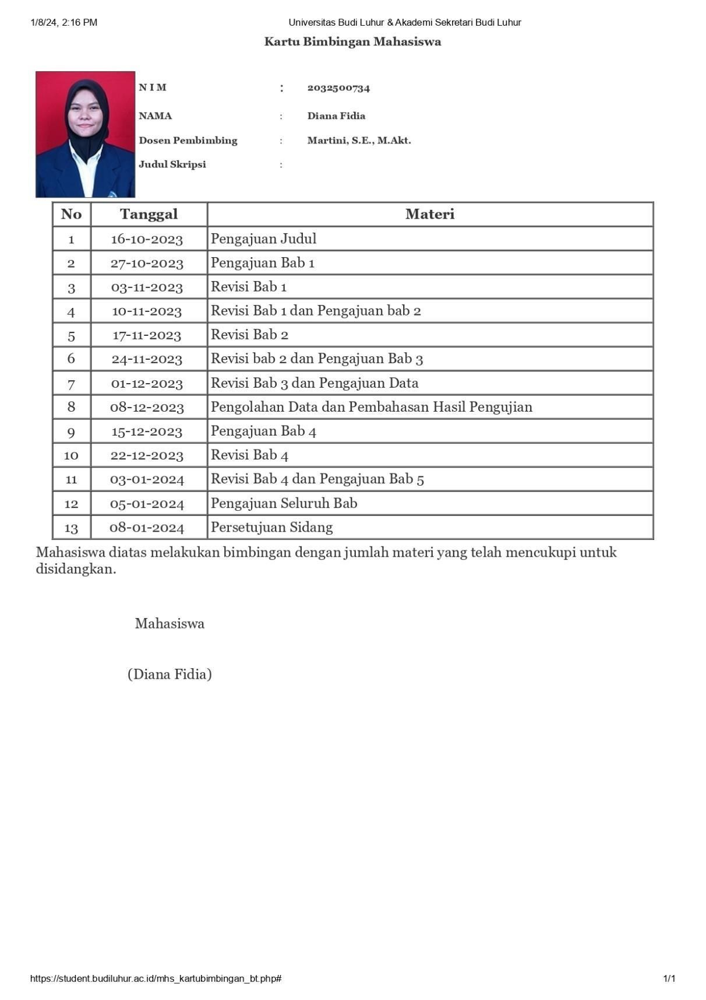 1/8/24, 2:16 PM Universitas Budi Luhur & Akademi Sekretari Budi Luhur
Kartu Bimbingan Mahasiswa
N I M : 2032500734
NAMA : Diana Fidia
Dosen Pembimbing : Martini, S.E., M.Akt.
Judul Skripsi :
No Tanggal Materi
1 16-10-2023 Pengajuan Judul
2 27-10-2023 Pengajuan Bab 1
3 03-11-2023 Revisi Bab 1
4 10-11-2023 Revisi Bab 1 dan Pengajuan bab 2
5 17-11-2023 Revisi Bab 2
6 24-11-2023 Revisi bab 2 dan Pengajuan Bab 3
7 01-12-2023 Revisi Bab 3 dan Pengajuan Data
8 08-12-2023 Pengolahan Data dan Pembahasan Hasil Pengujian
9 15-12-2023 Pengajuan Bab 4
10 22-12-2023 Revisi Bab 4
11 03-01-2024 Revisi Bab 4 dan Pengajuan Bab 5
12 05-01-2024 Pengajuan Seluruh Bab
13 08-01-2024 Persetujuan Sidang
Mahasiswa diatas melakukan bimbingan dengan jumlah materi yang telah mencukupi untuk
disidangkan.
Mahasiswa
(Diana Fidia)
https://student.budiluhur.ac.id/mhs_kartubimbingan_bt.php# 1/1